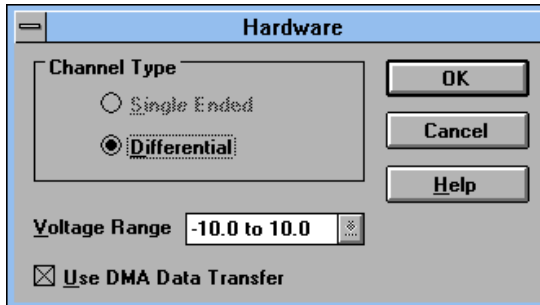 Hardware
Channel Type
Single Ended
Differential
OK
Cancel
Help
Voltage Range -10.0 to 10.0
Use DMA Data Transfer